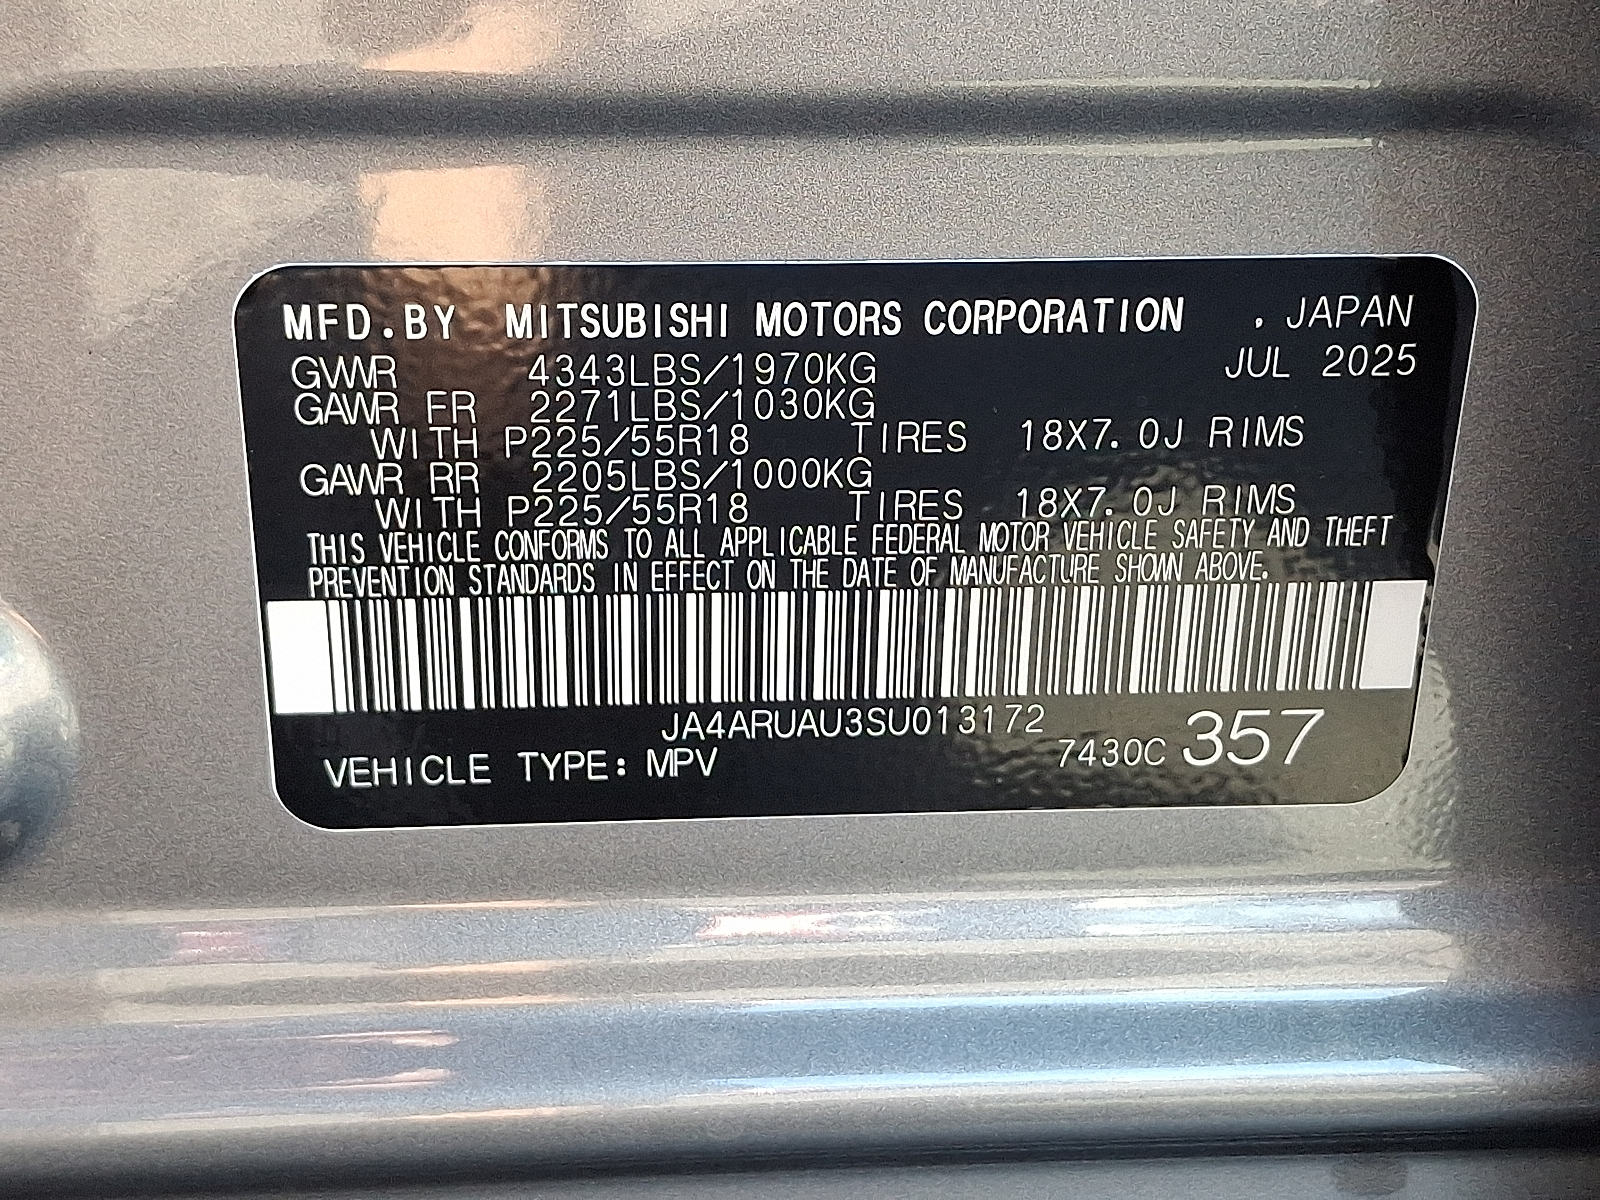 MFD.BY MITSUBISHI MOTORS CORPORATION , JAPAN
GVWR 4343LBS/1970KG JUL 2025
GAWR FR 2271LBS/1030KG
WITH P225/55R18 TIRES 18X7.0J RIMS
GAWR RR 2205LBS/1000KG
WITH P225/55R18 TIRES 18X7.0J RIMS
THIS VEHICLE CONFORMS TO ALL APPLICABLE FEDERAL MOTOR VEHICLE SAFETY AND THEFT
PREVENTION STANDARDS IN EFFECT ON THE DATE OF MANUFACTURE SHOWN ABOVE.
JA4ARUAU3SU013172
VEHICLE TYPE: MPV 7430C 357